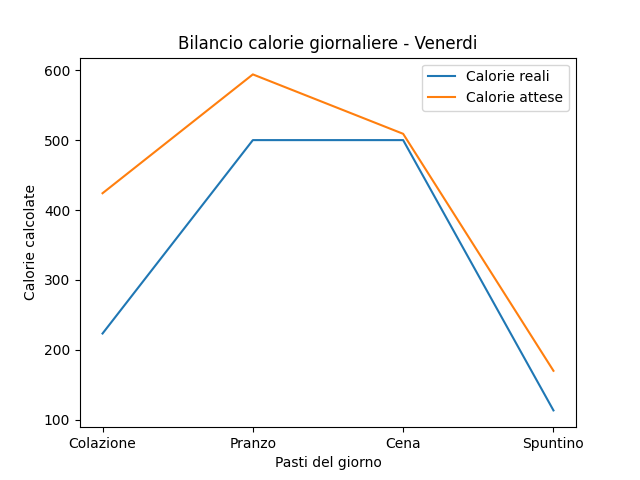 Bilancio calorie giornaliere - Venerdi
Calorie reali
Calorie attese
Calorie calcolate
600
500
400
300
200
100
Colazione Pranzo Cena Spuntino
Pasti del giorno